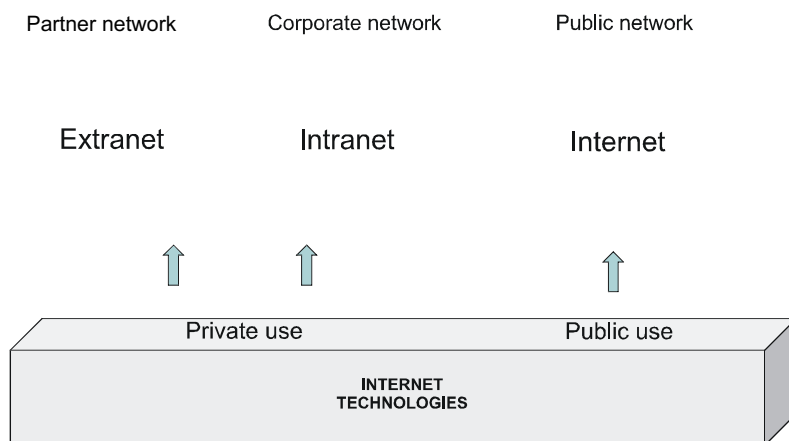 Partner network
Corporate network
Public network
Extranet
Intranet
Internet
Private use
Public use
INTERNET
TECHNOLOGIES